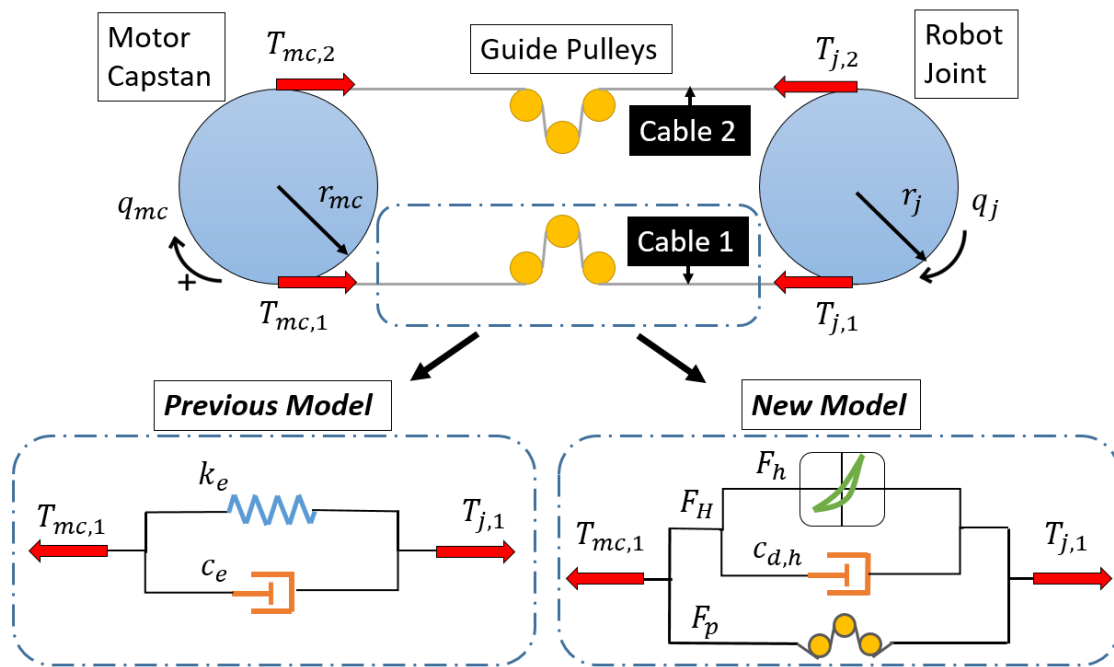 Motor
Capstan
T_{mc,2}
Guide Pulleys
T_{j,2}
Robot
Joint
Cable 2
q_{mc}
r_{mc}
r_j
q_j
Cable 1
+
T_{mc,1}
T_{j,1}
Previous Model
New Model
k_e
T_{mc,1}
T_{j,1}
c_e
F_h
F_H
T_{mc,1}
c_{d,h}
T_{j,1}
F_p